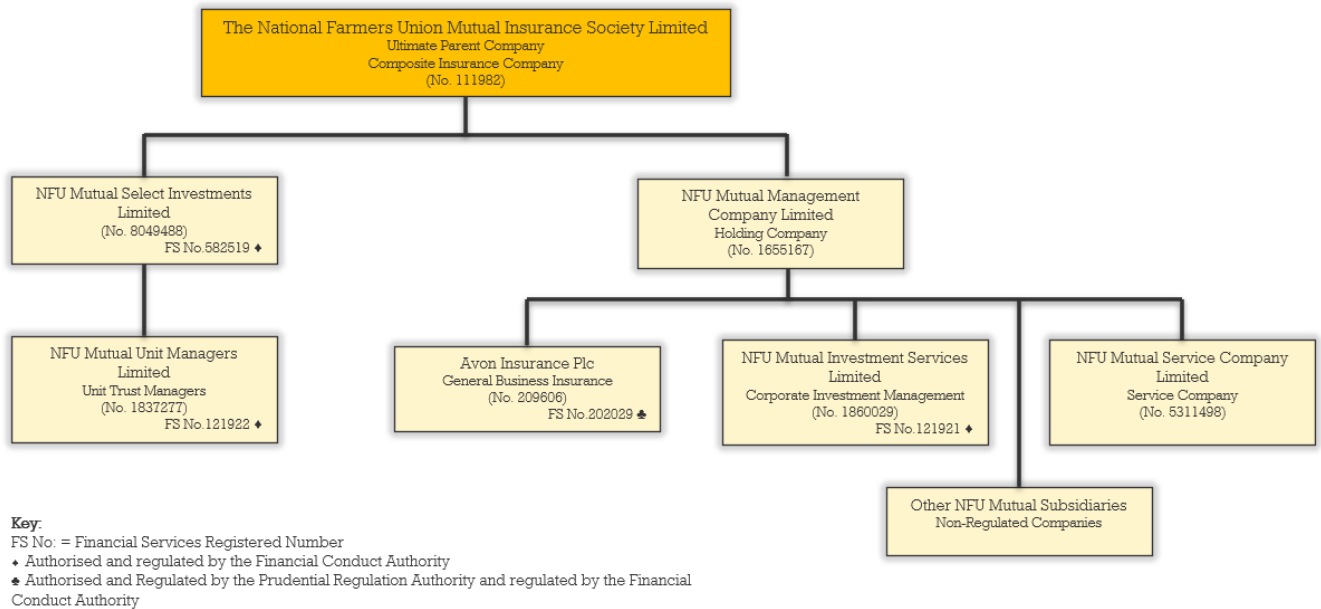 The National Farmers Union Mutual Insurance Society Limited
Ultimate Parent Company
Composite Insurance Company
(No. 111982)
NFU Mutual Select Investments
Limited
(No. 8049488)
FS No.582519 ♦
NFU Mutual Management
Company Limited
Holding Company
(No. 1655167)
NFU Mutual Unit Managers
Limited
Unit Trust Managers
(No. 1837277)
FS No.121922 ♦
Avon Insurance Plc
General Business Insurance
(No. 209606)
FS No.202029 ♣
NFU Mutual Investment Services
Limited
Corporate Investment Management
(No. 1860029)
FS No.121921 ♦
NFU Mutual Service Company
Limited
Service Company
(No. 5311498)
Other NFU Mutual Subsidiaries
Non-Regulated Companies
Key:
FS No: = Financial Services Registered Number
♦ Authorised and regulated by the Financial Conduct Authority
♣ Authorised and Regulated by the Prudential Regulation Authority and regulated by the Financial
Conduct Authority